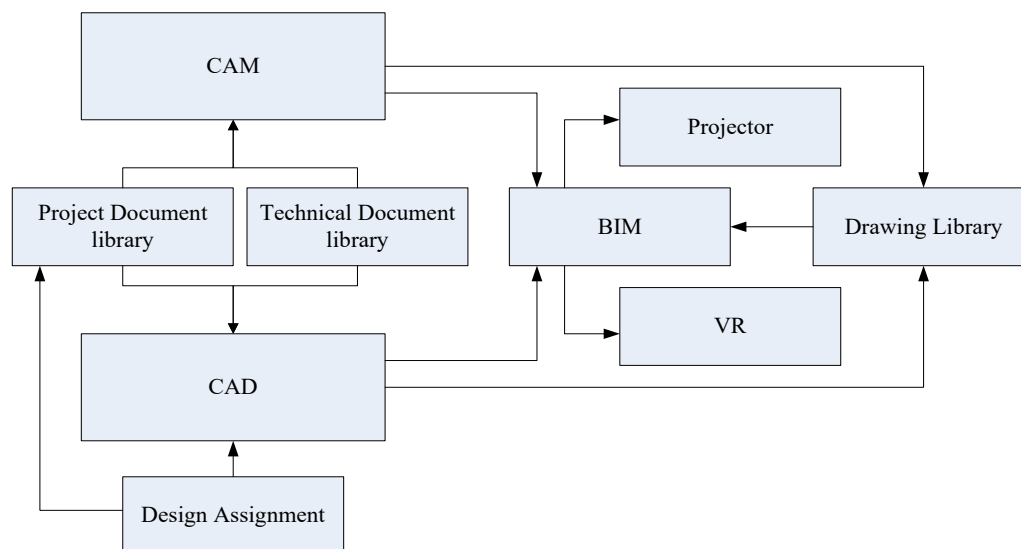 CAM
Projector
Project Document
library
Technical Document
library
BIM
Drawing Library
VR
CAD
Design Assignment